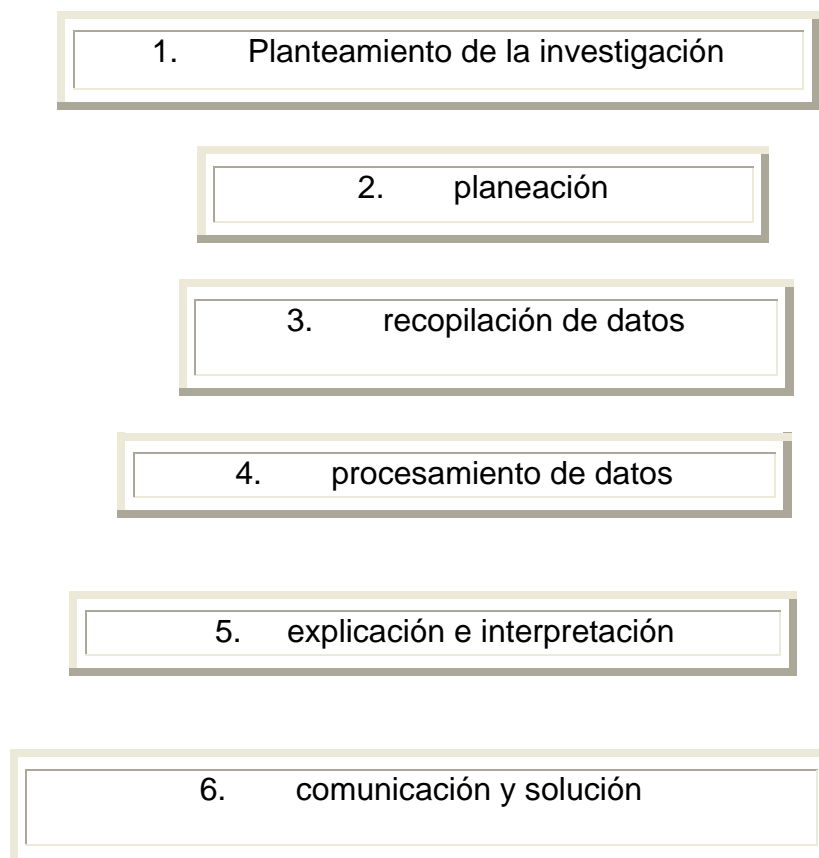 1. Planteamiento de la investigación
2. planeación
3. recopilación de datos
4. procesamiento de datos
5. explicación e interpretación
6. comunicación y solución